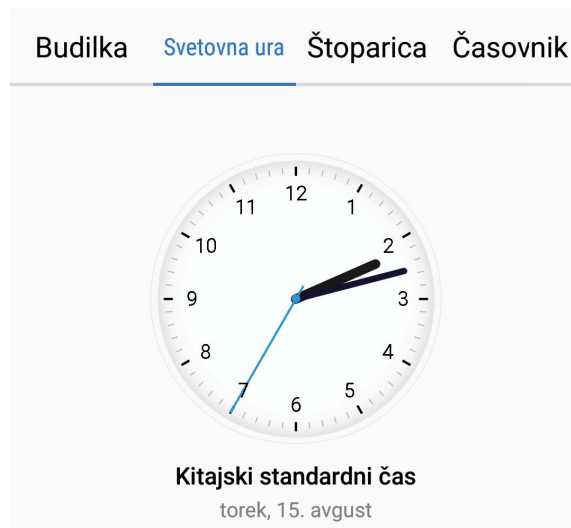 Budilka Svetovna ura Štoparica Časovnik
12
11 1
10 2
9 3
8 4
7 5
6
Kitajski standardni čas
torek, 15. avgust